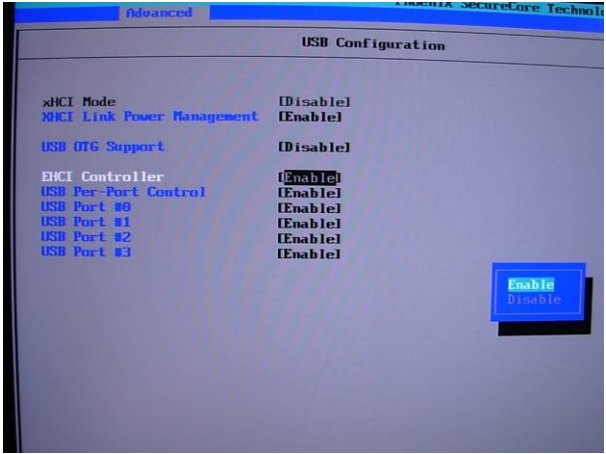 Phoenix SecureCore Technolo
Advanced
USB Configuration
xHCI Mode [Disable]
XHCI Link Power Management [Enable]
USB OTG Support [Disable]
EHCI Controller [Enable]
USB Per-Port Control [Enable]
USB Port #0 [Enable]
USB Port #1 [Enable]
USB Port #2 [Enable]
USB Port #3 [Enable]
Enable
Disable